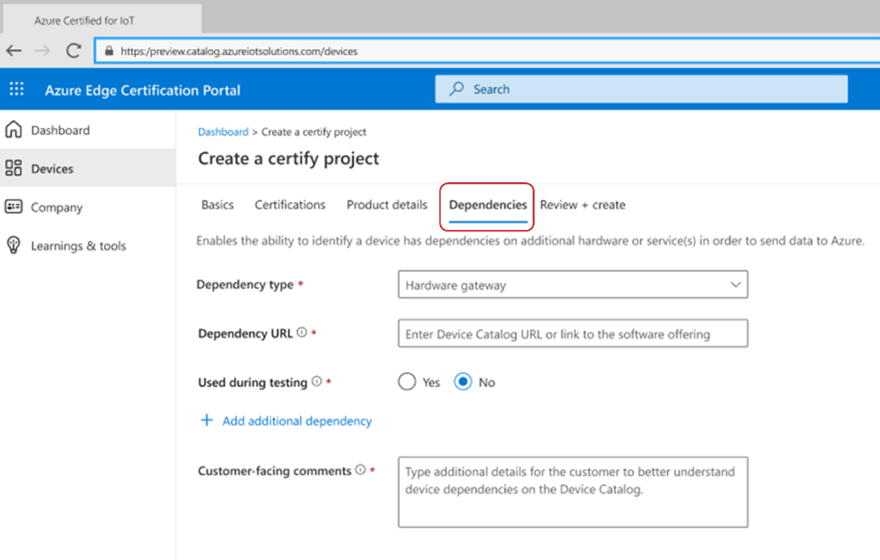 Azure Certified for IoT
https:/preview.catalog.azureiotsolutions.com/devices
Azure Edge Certification Portal
Search
Dashboard
Devices
Company
Learnings & tools
Dashboard > Create a certify project
Create a certify project
Basics Certifications Product details Dependencies Review + create
Enables the ability to identify a device has dependencies on additional hardware or service(s) in order to send data to Azure.
Dependency type *
Hardware gateway
Dependency URL *
Enter Device Catalog URL or link to the software offering
Used during testing *
Yes No
+ Add additional dependency
Customer-facing comments *
Type additional details for the customer to better understand
device dependencies on the Device Catalog.